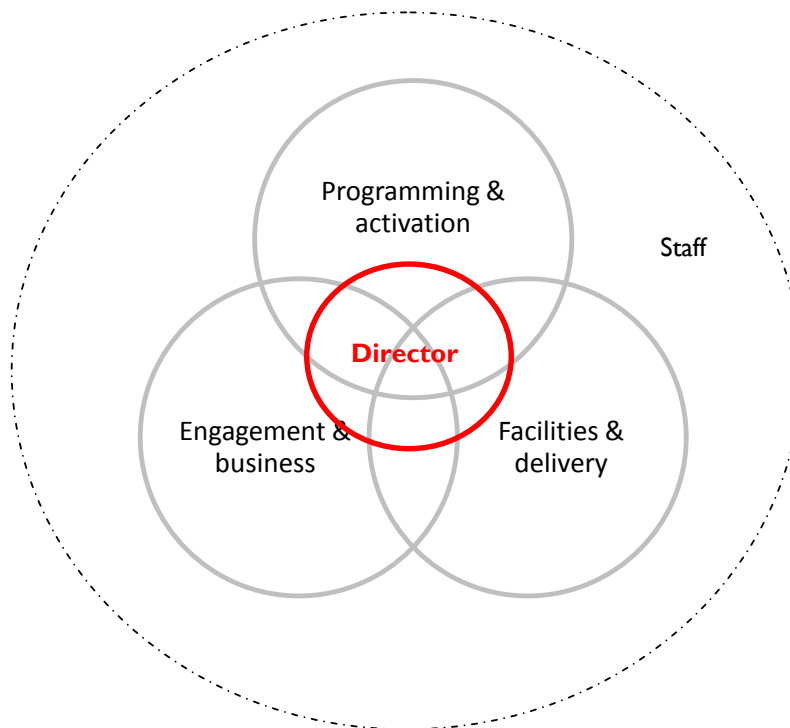 Programming &
activation
Staff
Director
Engagement &
business
Facilities &
delivery